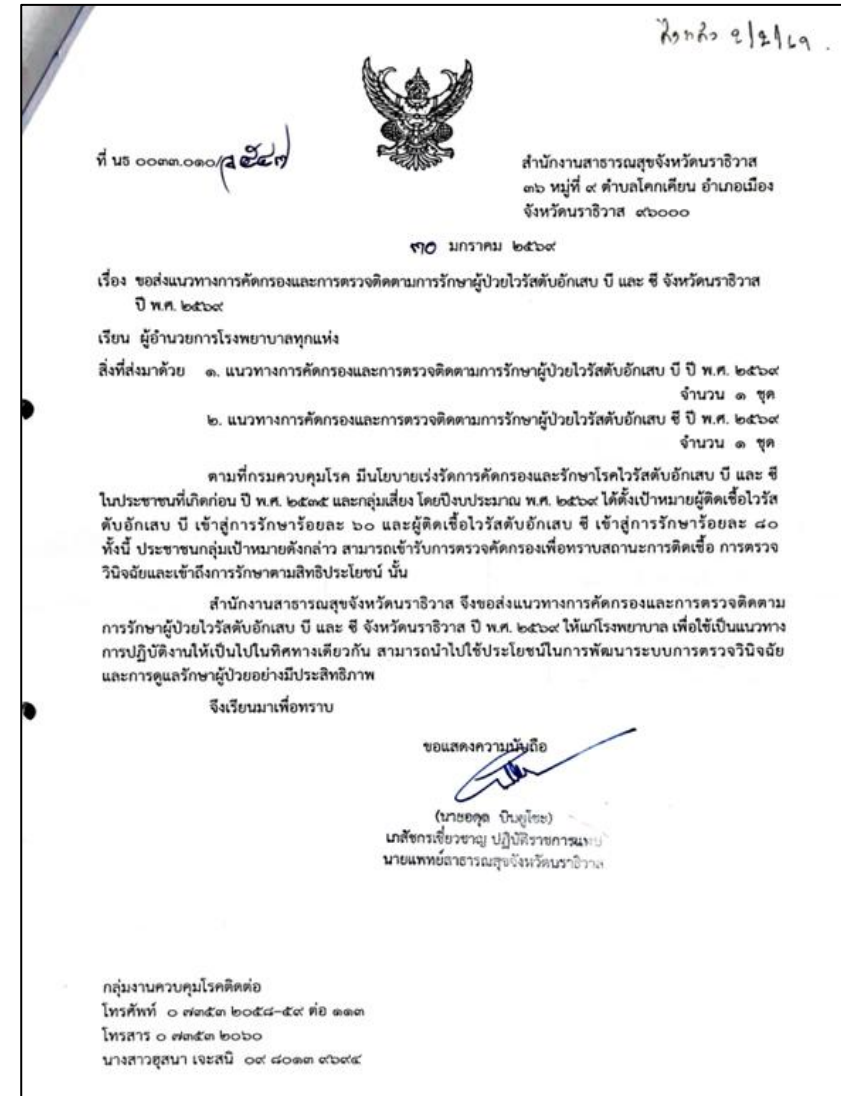 ส่งแล้ว ๒/๒/๖๙.
ที่ นธ ๐๐๓๓.๐๑๐/
สำนักงานสาธารณสุขจังหวัดนราธิวาส
๓๖ หมู่ที่ ๙ ตำบลโคกเคียน อำเภอเมือง
จังหวัดนราธิวาส ๙๖๐๐๐
๓๐ มกราคม ๒๕๖๙
เรื่อง ขอส่งแนวทางการคัดกรองและการตรวจติดตามการรักษาผู้ป่วยไวรัสตับอักเสบ บี และ ซี จังหวัดนราธิวาส
ปี พ.ศ. ๒๕๖๙
เรียน ผู้อำนวยการโรงพยาบาลทุกแห่ง
สิ่งที่ส่งมาด้วย ๑. แนวทางการคัดกรองและการตรวจติดตามการรักษาผู้ป่วยไวรัสตับอักเสบ บี ปี พ.ศ. ๒๕๖๙
จำนวน ๑ ชุด
๒. แนวทางการคัดกรองและการตรวจติดตามการรักษาผู้ป่วยไวรัสตับอักเสบ ซี ปี พ.ศ. ๒๕๖๙
จำนวน ๑ ชุด
ตามที่กรมควบคุมโรค มีนโยบายเร่งรัดการคัดกรองและรักษาโรคไวรัสตับอักเสบ บี และ ซี
ในประชาชนที่เกิดก่อน ปี พ.ศ. ๒๕๓๕ และกลุ่มเสี่ยง โดยปีงบประมาณ พ.ศ. ๒๕๖๙ ได้ตั้งเป้าหมายผู้ติดเชื้อไวรัส
ตับอักเสบ บี เข้าสู่การรักษาร้อยละ ๖๐ และผู้ติดเชื้อไวรัสตับอักเสบ ซี เข้าสู่การรักษาร้อยละ ๘๐
ทั้งนี้ ประชาชนกลุ่มเป้าหมายดังกล่าว สามารถเข้ารับการตรวจคัดกรองเพื่อทราบสถานะการติดเชื้อ การตรวจ
วินิจฉัยและเข้าถึงการรักษาตามสิทธิประโยชน์ นั้น
สำนักงานสาธารณสุขจังหวัดนราธิวาส จึงขอส่งแนวทางการคัดกรองและการตรวจติดตาม
การรักษาผู้ป่วยไวรัสตับอักเสบ บี และ ซี จังหวัดนราธิวาส ปี พ.ศ. ๒๕๖๙ ให้แก่โรงพยาบาล เพื่อใช้เป็นแนวทาง
การปฏิบัติงานให้เป็นไปในทิศทางเดียวกัน สามารถนำไปใช้ประโยชน์ในการพัฒนาระบบการตรวจวินิจฉัย
และการดูแลรักษาผู้ป่วยอย่างมีประสิทธิภาพ
จึงเรียนมาเพื่อทราบ
ขอแสดงความนับถือ
(นายอดุล บินยูโซะ)
เภสัชกรเชี่ยวชาญ ปฏิบัติราชการแทน
นายแพทย์สาธารณสุขจังหวัดนราธิวาส
กลุ่มงานควบคุมโรคติดต่อ
โทรศัพท์ ๐ ๗๓๕๓ ๒๐๕๘-๕๙ ต่อ ๑๑๓
โทรสาร ๐ ๗๓๕๓ ๒๐๖๐
นางสาวฮุสนา เจะสนิ ๐๙ ๘๐๑๓ ๙๖๙๔